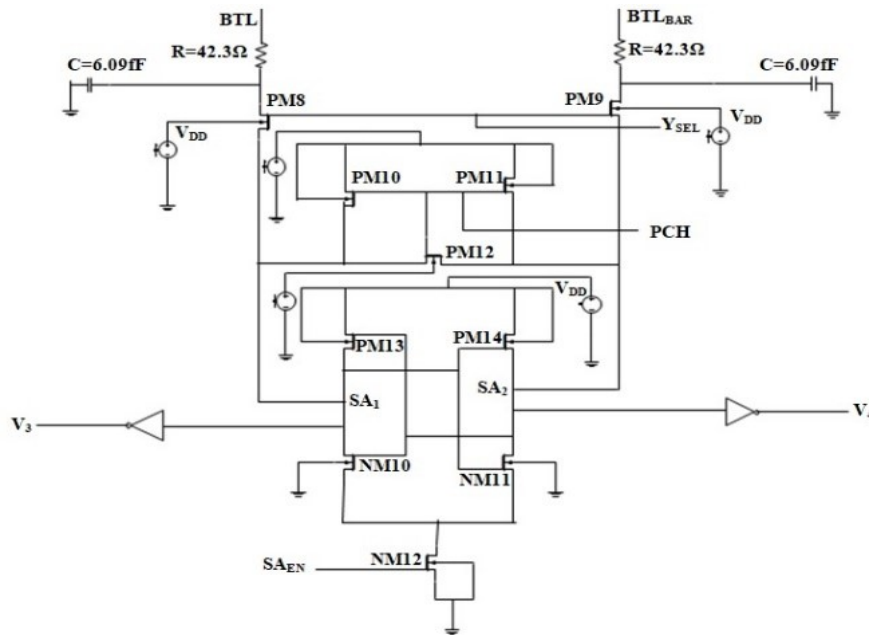 BTL
BTL_BAR
R=42.3Ω
R=42.3Ω
C=6.09fF
C=6.09fF
PM8
PM9
V_DD
V_DD
Y_SEL
PM10
PM11
PCH
PM12
V_DD
PM13
PM14
SA_1
SA_2
V_3
NM10
NM11
NM12
SA_EN